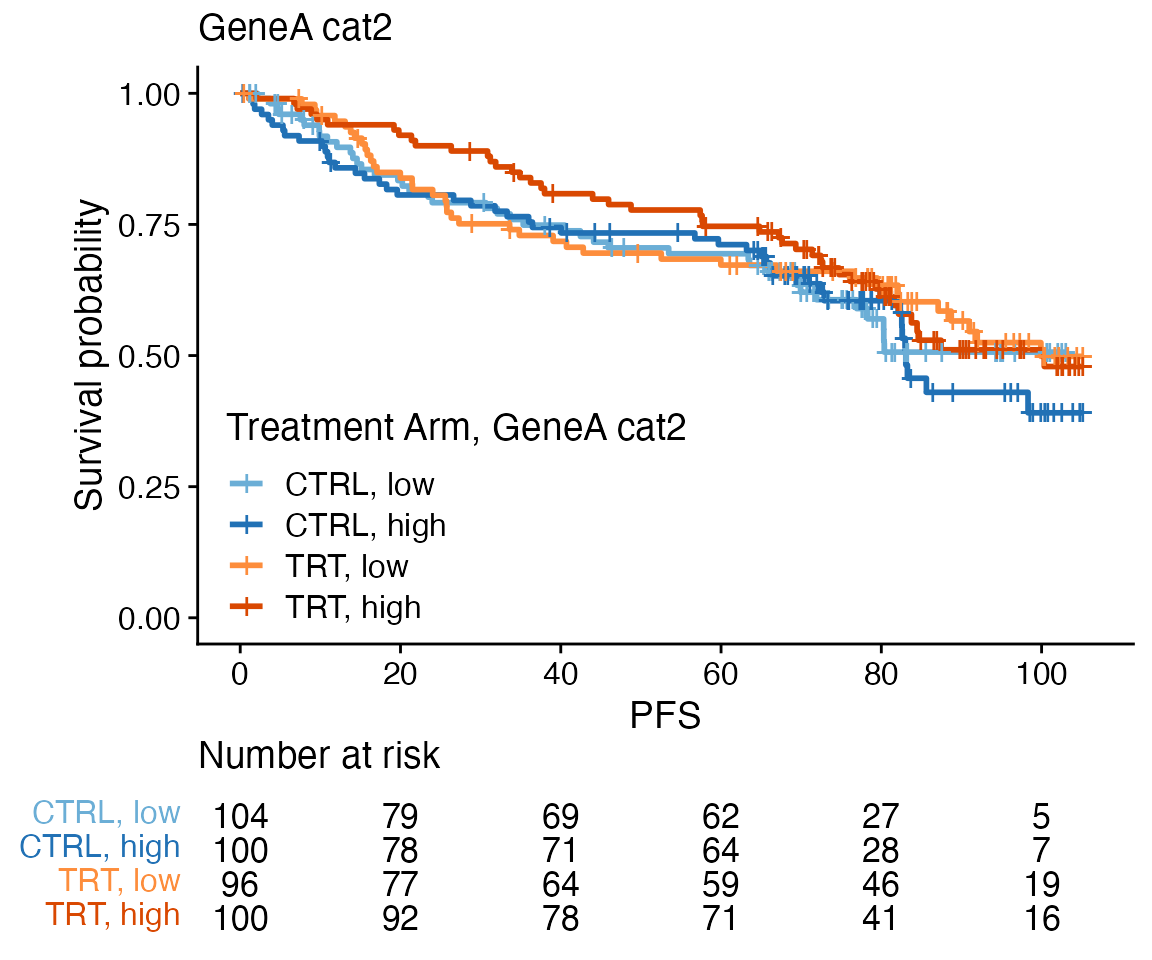 GeneA cat2
1.00
0.75
0.50
0.25
0.00
Survival probability
Treatment Arm, GeneA cat2
CTRL, low
CTRL, high
TRT, low
TRT, high
0 20 40 60 80 100
PFS
Number at risk
CTRL, low 104 79 69 62 27 5
CTRL, high 100 78 71 64 28 7
TRT, low 96 77 64 59 46 19
TRT, high 100 92 78 71 41 16